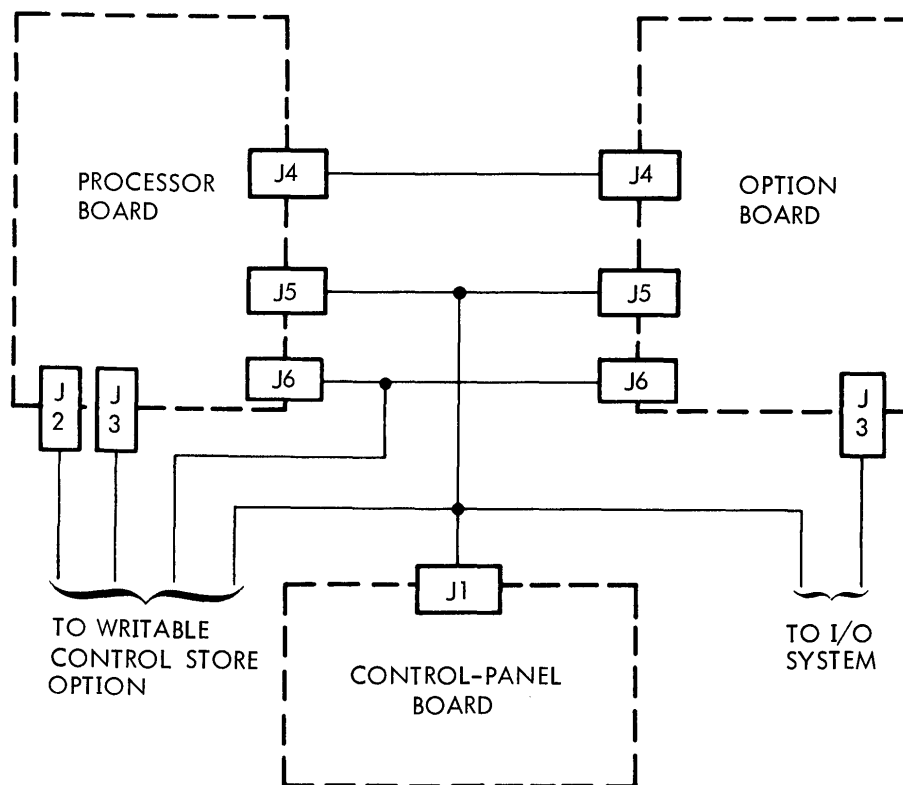 PROCESSOR
BOARD
J4
J4
OPTION
BOARD
J5
J5
J6
J6
J
2
J
3
J
3
J1
TO WRITABLE
CONTROL STORE
OPTION
TO I/O
SYSTEM
CONTROL-PANEL
BOARD